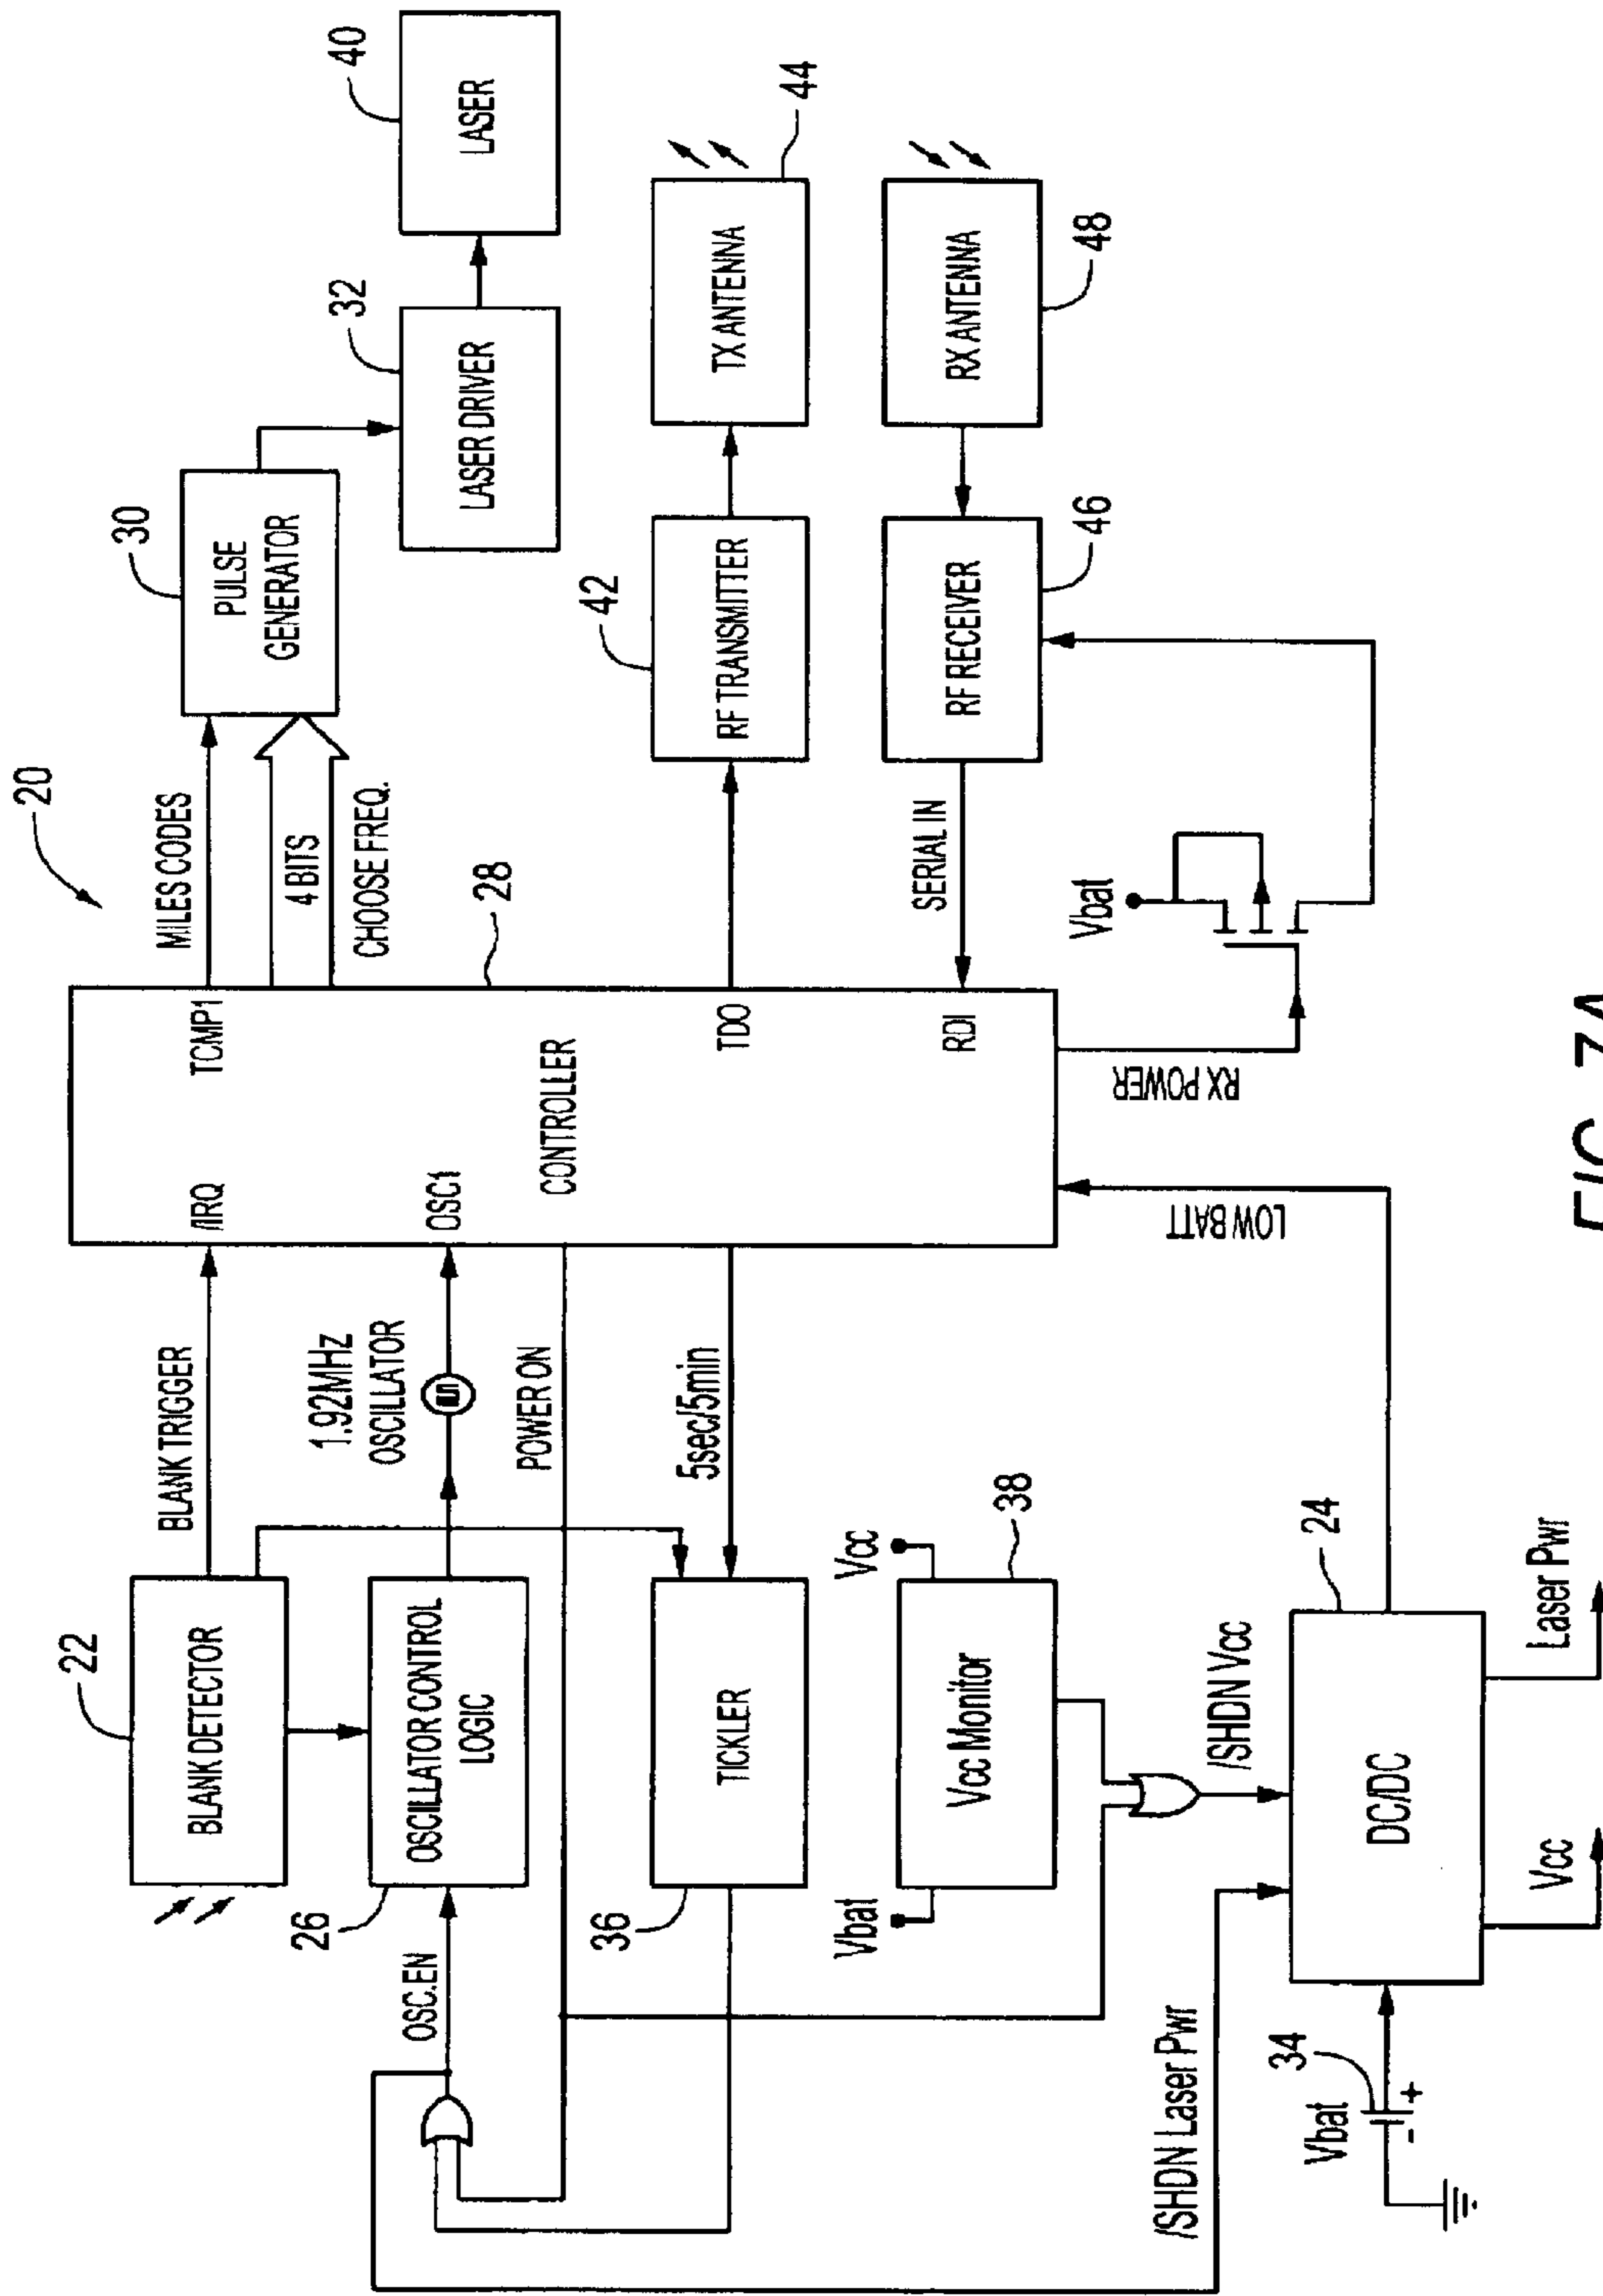 20
BLANK DETECTOR
22
BLANK TRIGGER
/IRQ
TCMP1
MILES CODES
PULSE
GENERATOR
30
4 BITS
CHOOSE FREQ.
OSC.EN
OSCILLATOR CONTROL
LOGIC
26
1.92MHz
OSCILLATOR
OSC1
CONTROLLER
28
LASER DRIVER
32
LASER
40
POWER ON
TICKLER
36
5sec/5min
TDO
RF TRANSMITTER
42
TX ANTENNA
44
Vbat
Vcc
Vcc Monitor
38
RDI
SERIAL IN
RF RECEIVER
46
RX ANTENNA
48
/SHDN Laser Pwr
/SHDN Vcc
LOW BATT
RX POWER
Vbat
Vbat
34
- +
DC/DC
24
Vcc
Laser Pwr